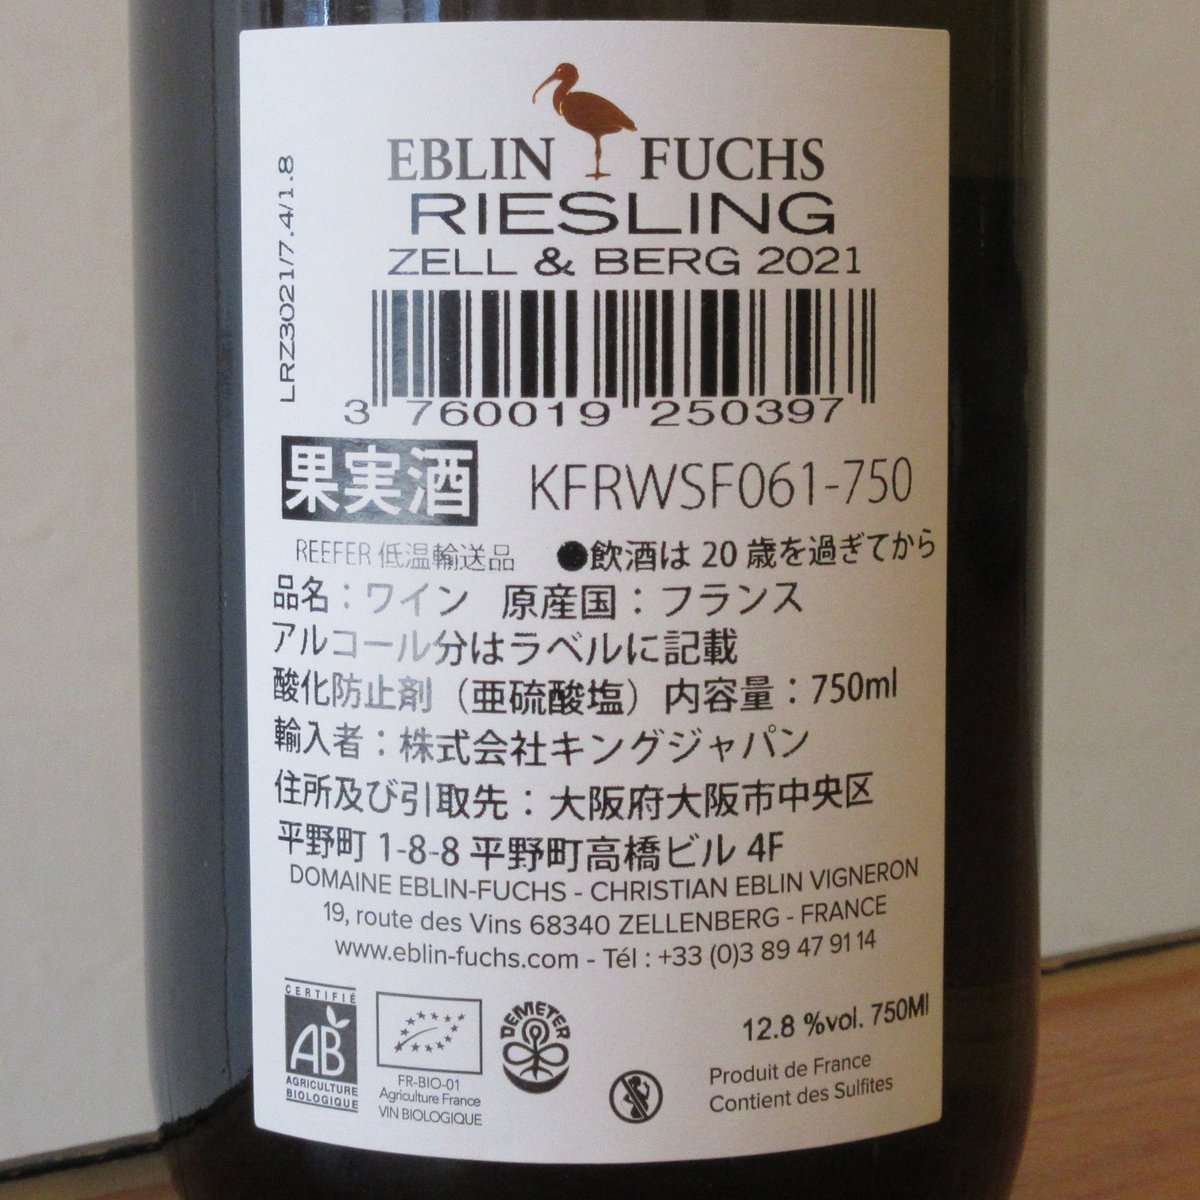 EBLIN FUCHS
RIESLING
ZELL & BERG 2021
LRZ3021/7.4/1.8
3 760019 250397
果実酒 KFRWSF061-750
REEFER 低温輸送品 ●飲酒は 20 歳を過ぎてから
品名：ワイン 原産国：フランス
アルコール分はラベルに記載
酸化防止剤（亜硫酸塩）内容量：750ml
輸入者：株式会社キングジャパン
住所及び引取先：大阪府大阪市中央区
平野町 1-8-8 平野町高橋ビル 4F
DOMAINE EBLIN-FUCHS - CHRISTIAN EBLIN VIGNERON
19, route des Vins 68340 ZELLENBERG - FRANCE
www.eblin-fuchs.com - Tél : +33 (0)3 89 47 91 14
CERTIFIÉ
AB
AGRICULTURE
BIOLOGIQUE
FR-BIO-01
Agriculture France
VIN BIOLOGIQUE
DEMETER
12.8 %vol. 750Ml
Produit de France
Contient des Sulfites